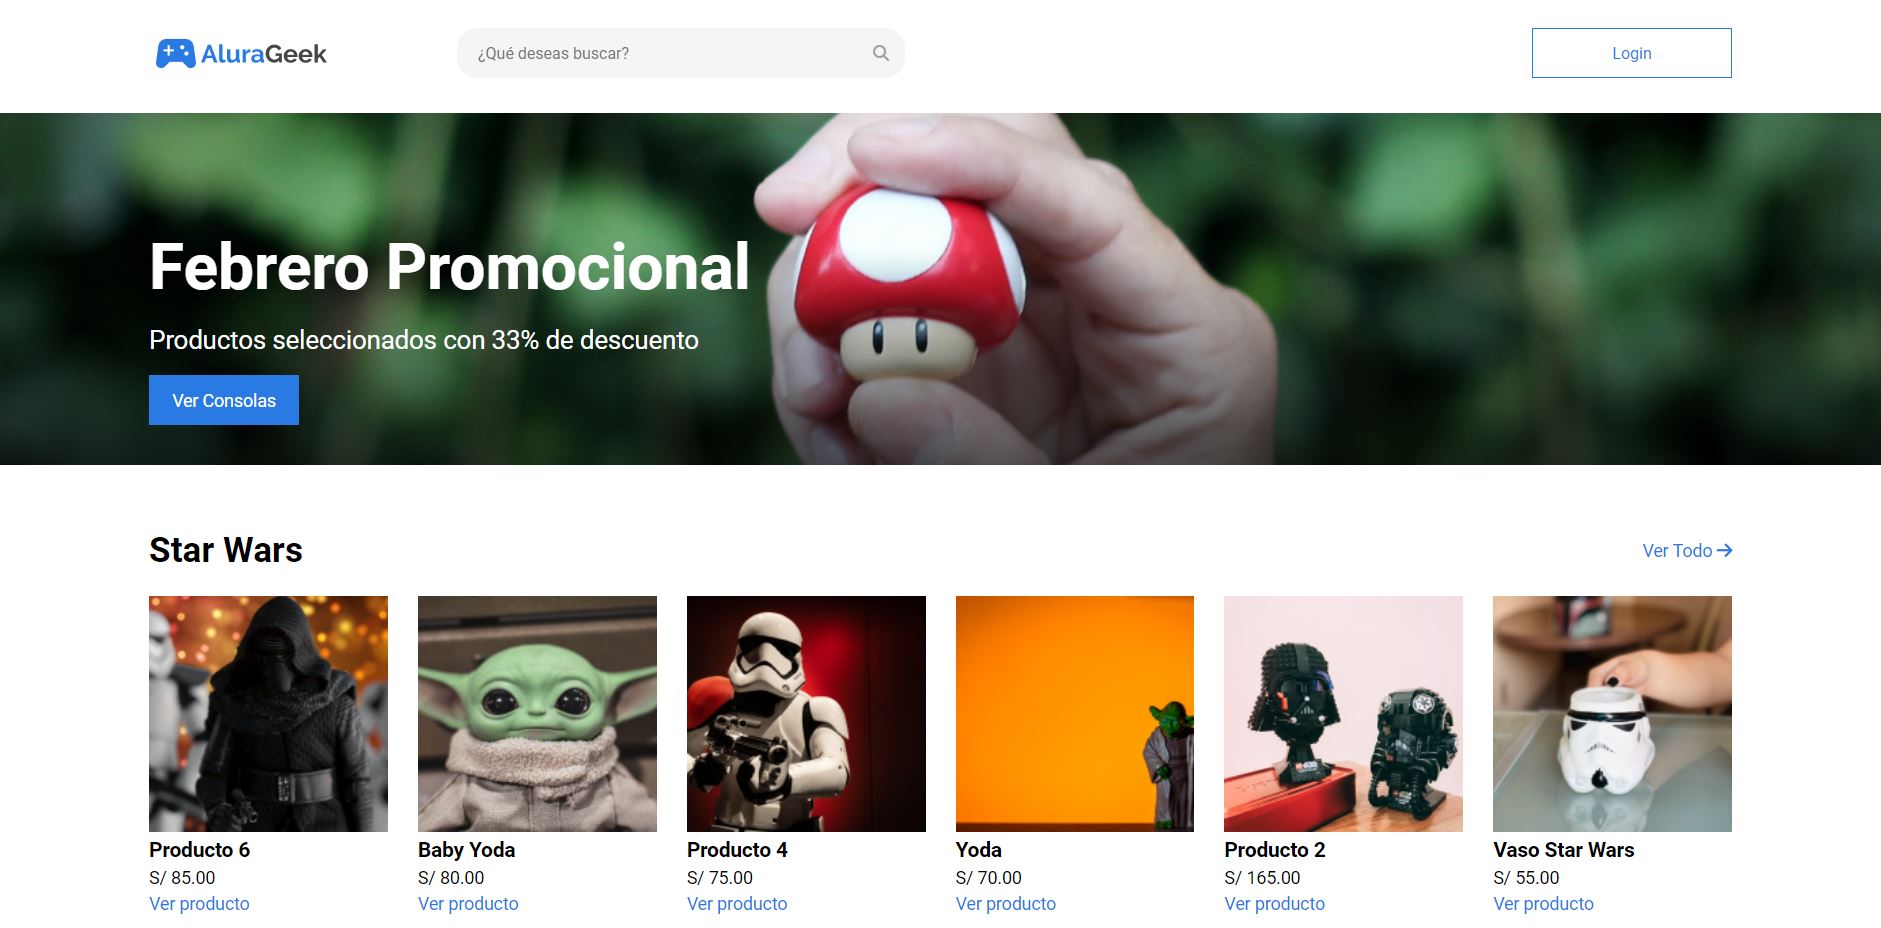 AluraGeek
¿Qué deseas buscar?
Login
Febrero Promocional
Productos seleccionados con 33% de descuento
Ver Consolas
Star Wars
Ver Todo
Producto 6
S/ 85.00
Ver producto
Baby Yoda
S/ 80.00
Ver producto
Producto 4
S/ 75.00
Ver producto
Yoda
S/ 70.00
Ver producto
Producto 2
S/ 165.00
Ver producto
Vaso Star Wars
S/ 55.00
Ver producto